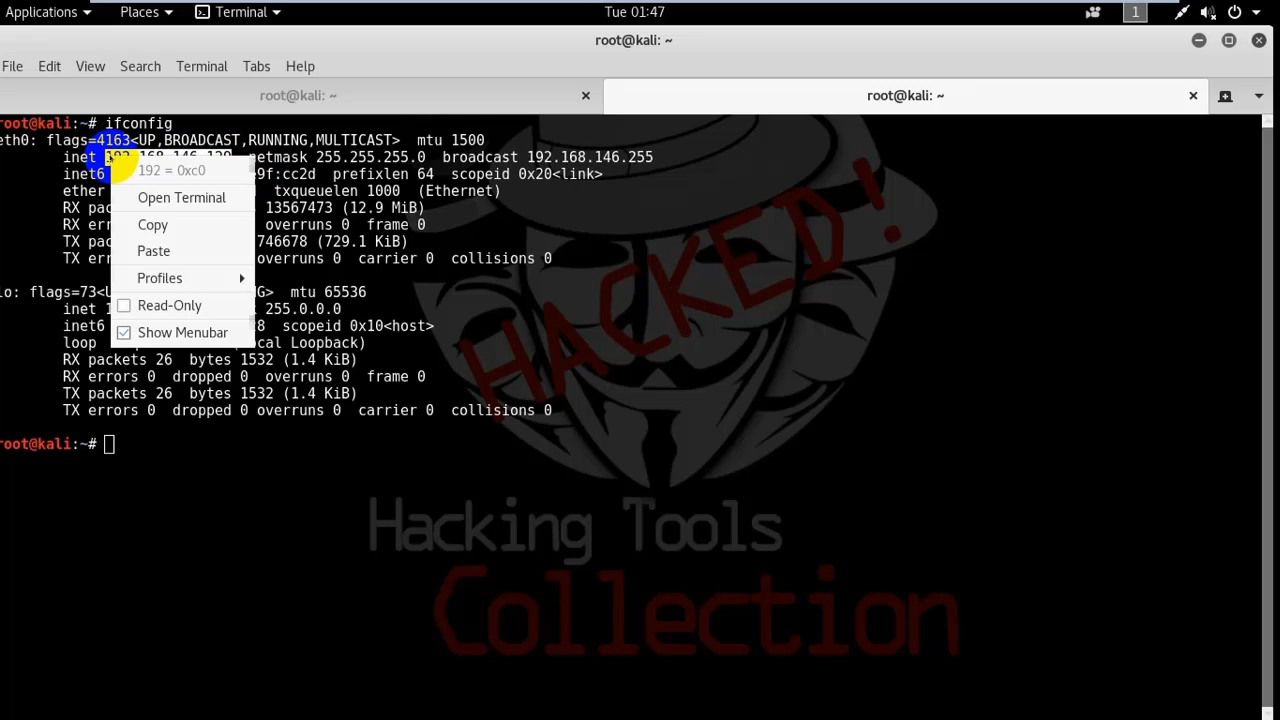 Applications Places Terminal Tue 01:47 1
root@kali: ~
File Edit View Search Terminal Tabs Help
root@kali: ~ root@kali: ~
root@kali:~# ifconfig
eth0: flags=4163<UP,BROADCAST,RUNNING,MULTICAST> mtu 1500
inet netmask 255.255.255.0 broadcast 192.168.146.255
inet6 e9f:cc2d prefixlen 64 scopeid 0x20<link>
ether txqueuelen 1000 (Ethernet)
RX pac 13567473 (12.9 MiB)
RX err overruns 0 frame 0
TX pac 746678 (729.1 KiB)
TX err overruns 0 carrier 0 collisions 0
192 = 0xc0
Open Terminal
Copy
Paste
Profiles
Read-Only
Show Menubar
lo: flags=73<U NG> mtu 65536
inet 1 k 255.0.0.0
inet6 8 scopeid 0x10<host>
loop (Local Loopback)
RX packets 26 bytes 1532 (1.4 KiB)
RX errors 0 dropped 0 overruns 0 frame 0
TX packets 26 bytes 1532 (1.4 KiB)
TX errors 0 dropped 0 overruns 0 carrier 0 collisions 0
root@kali:~#
HACKED!
Hacking Tools
Collection